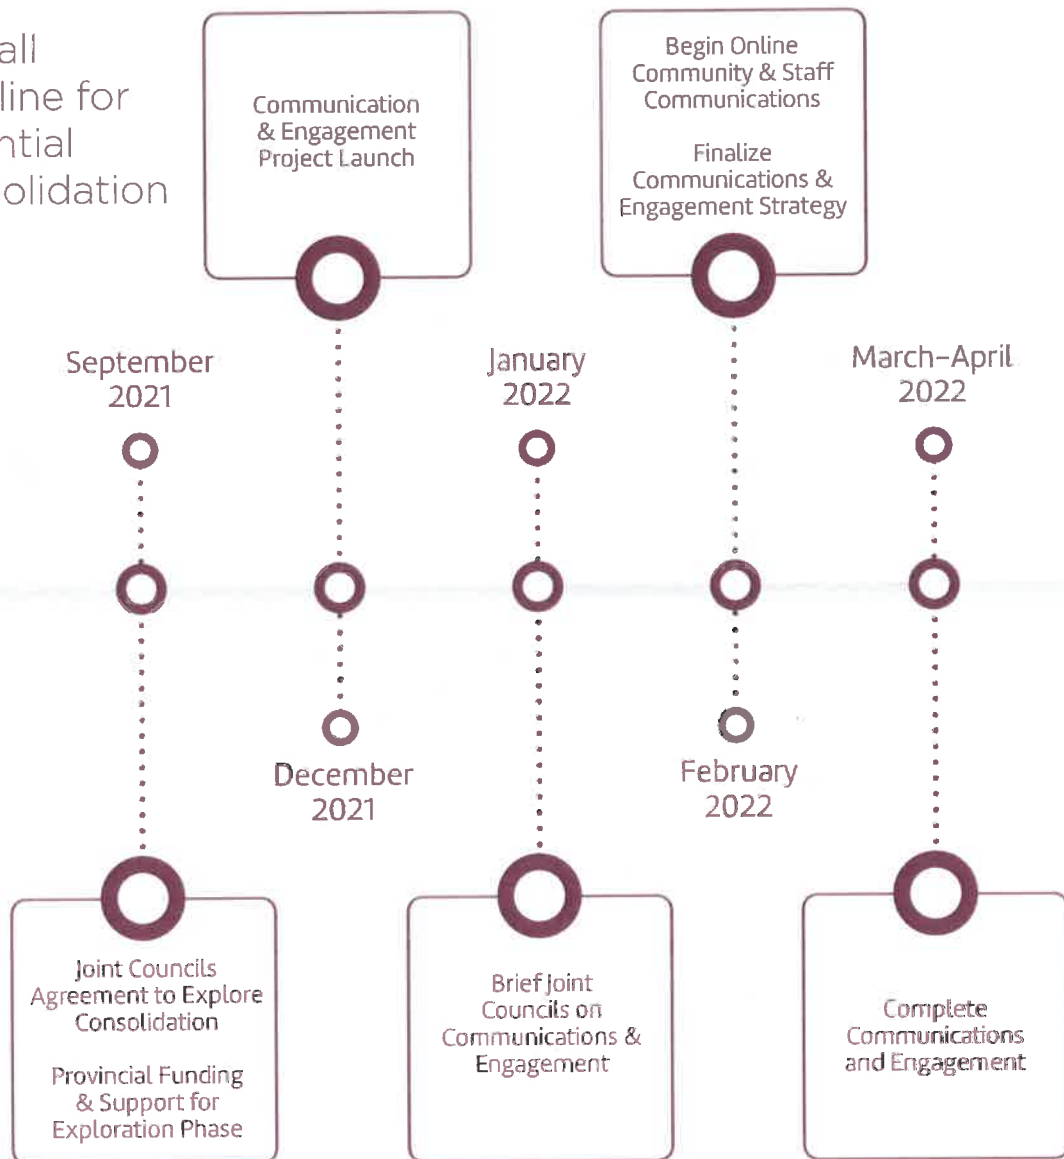 all
line for
ntial
olidation
Communication
& Engagement
Project Launch
Begin Online
Community & Staff
Communications
Finalize
Communications &
Engagement Strategy
September
2021
January
2022
March–April
2022
December
2021
February
2022
Joint Councils
Agreement to Explore
Consolidation
Provincial Funding
& Support for
Exploration Phase
Brief Joint
Councils on
Communications &
Engagement
Complete
Communications
and Engagement